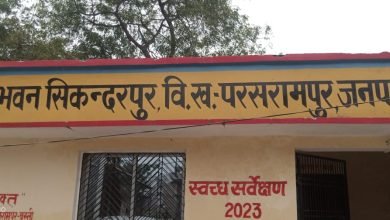 भवन सिकन्दरपुर, वि.ख:-परसरामपुर, जनप
स्वच्छ सर्वेक्षण
2023